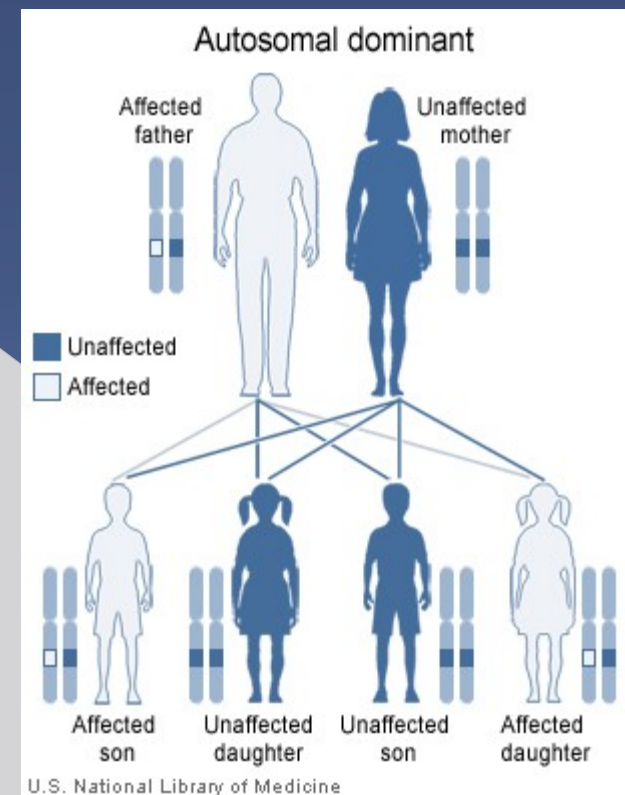 Autosomal dominant
Affected
father
Unaffected
mother
Unaffected
Affected
Affected
son
Unaffected
daughter
Unaffected
son
Affected
daughter
U.S. National Library of Medicine